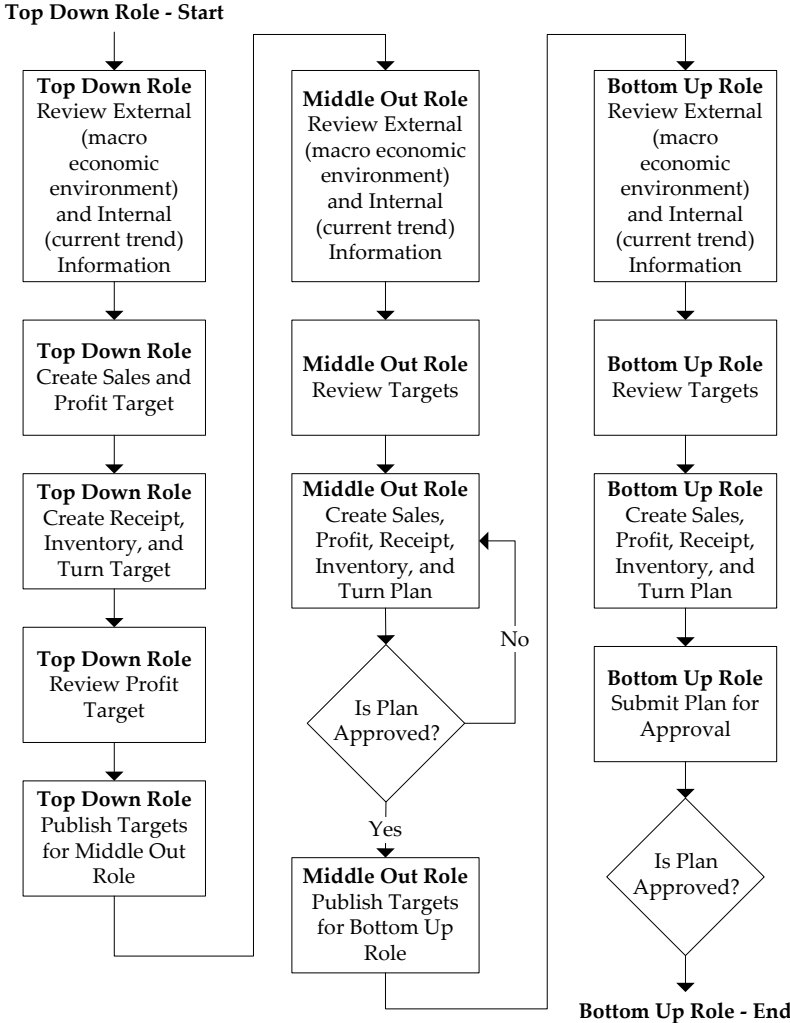 Top Down Role - Start
Top Down Role
Review External
(macro
economic
environment)
and Internal
(current trend)
Information
Top Down Role
Create Sales and
Profit Target
Top Down Role
Create Receipt,
Inventory, and
Turn Target
Top Down Role
Review Profit
Target
Top Down Role
Publish Targets
for Middle Out
Role
Middle Out Role
Review External
(macro economic
environment)
and Internal
(current trend)
Information
Middle Out Role
Review Targets
Middle Out Role
Create Sales,
Profit, Receipt,
Inventory, and
Turn Plan
No
Is Plan
Approved?
Yes
Middle Out Role
Publish Targets
for Bottom Up
Role
Bottom Up Role
Review External
(macro
economic
environment)
and Internal
(current trend)
Information
Bottom Up Role
Review Targets
Bottom Up Role
Create Sales,
Profit, Receipt,
Inventory, and
Turn Plan
Bottom Up Role
Submit Plan for
Approval
Is Plan
Approved?
Bottom Up Role - End